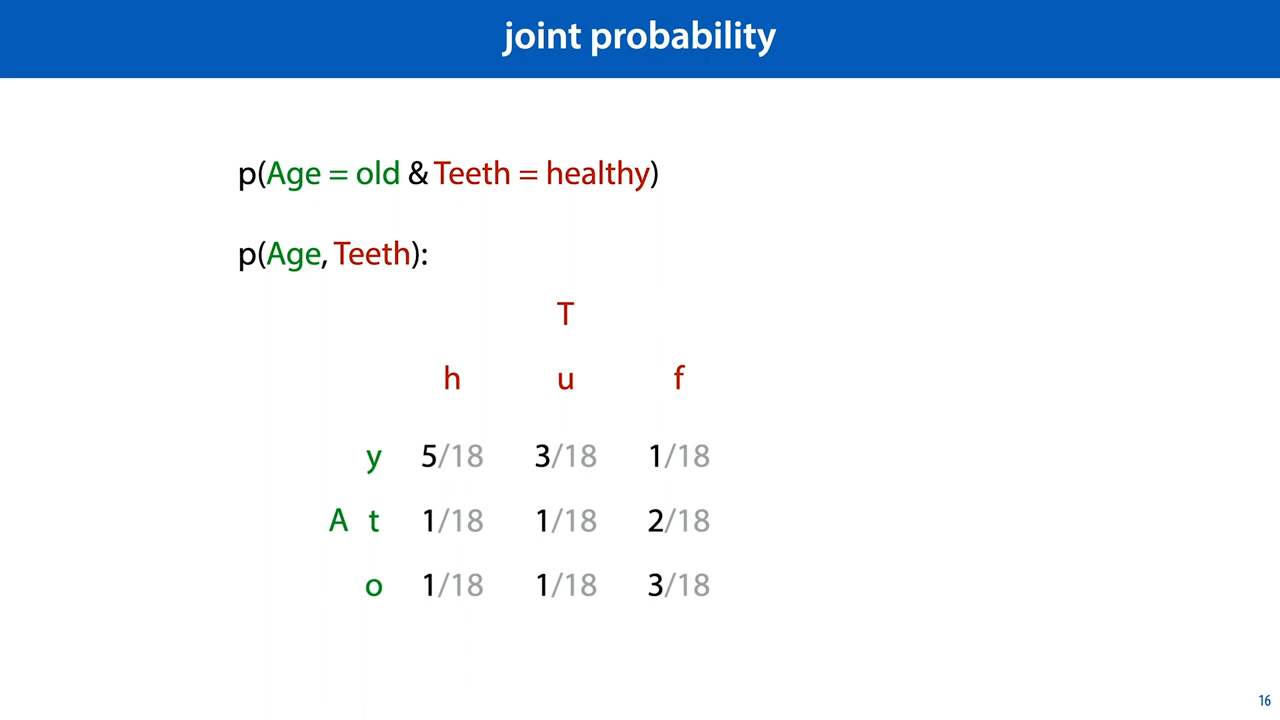 joint probability
p(Age = old & Teeth = healthy)
p(Age, Teeth):
T
h u f
y 5/18 3/18 1/18
A t 1/18 1/18 2/18
o 1/18 1/18 3/18
16